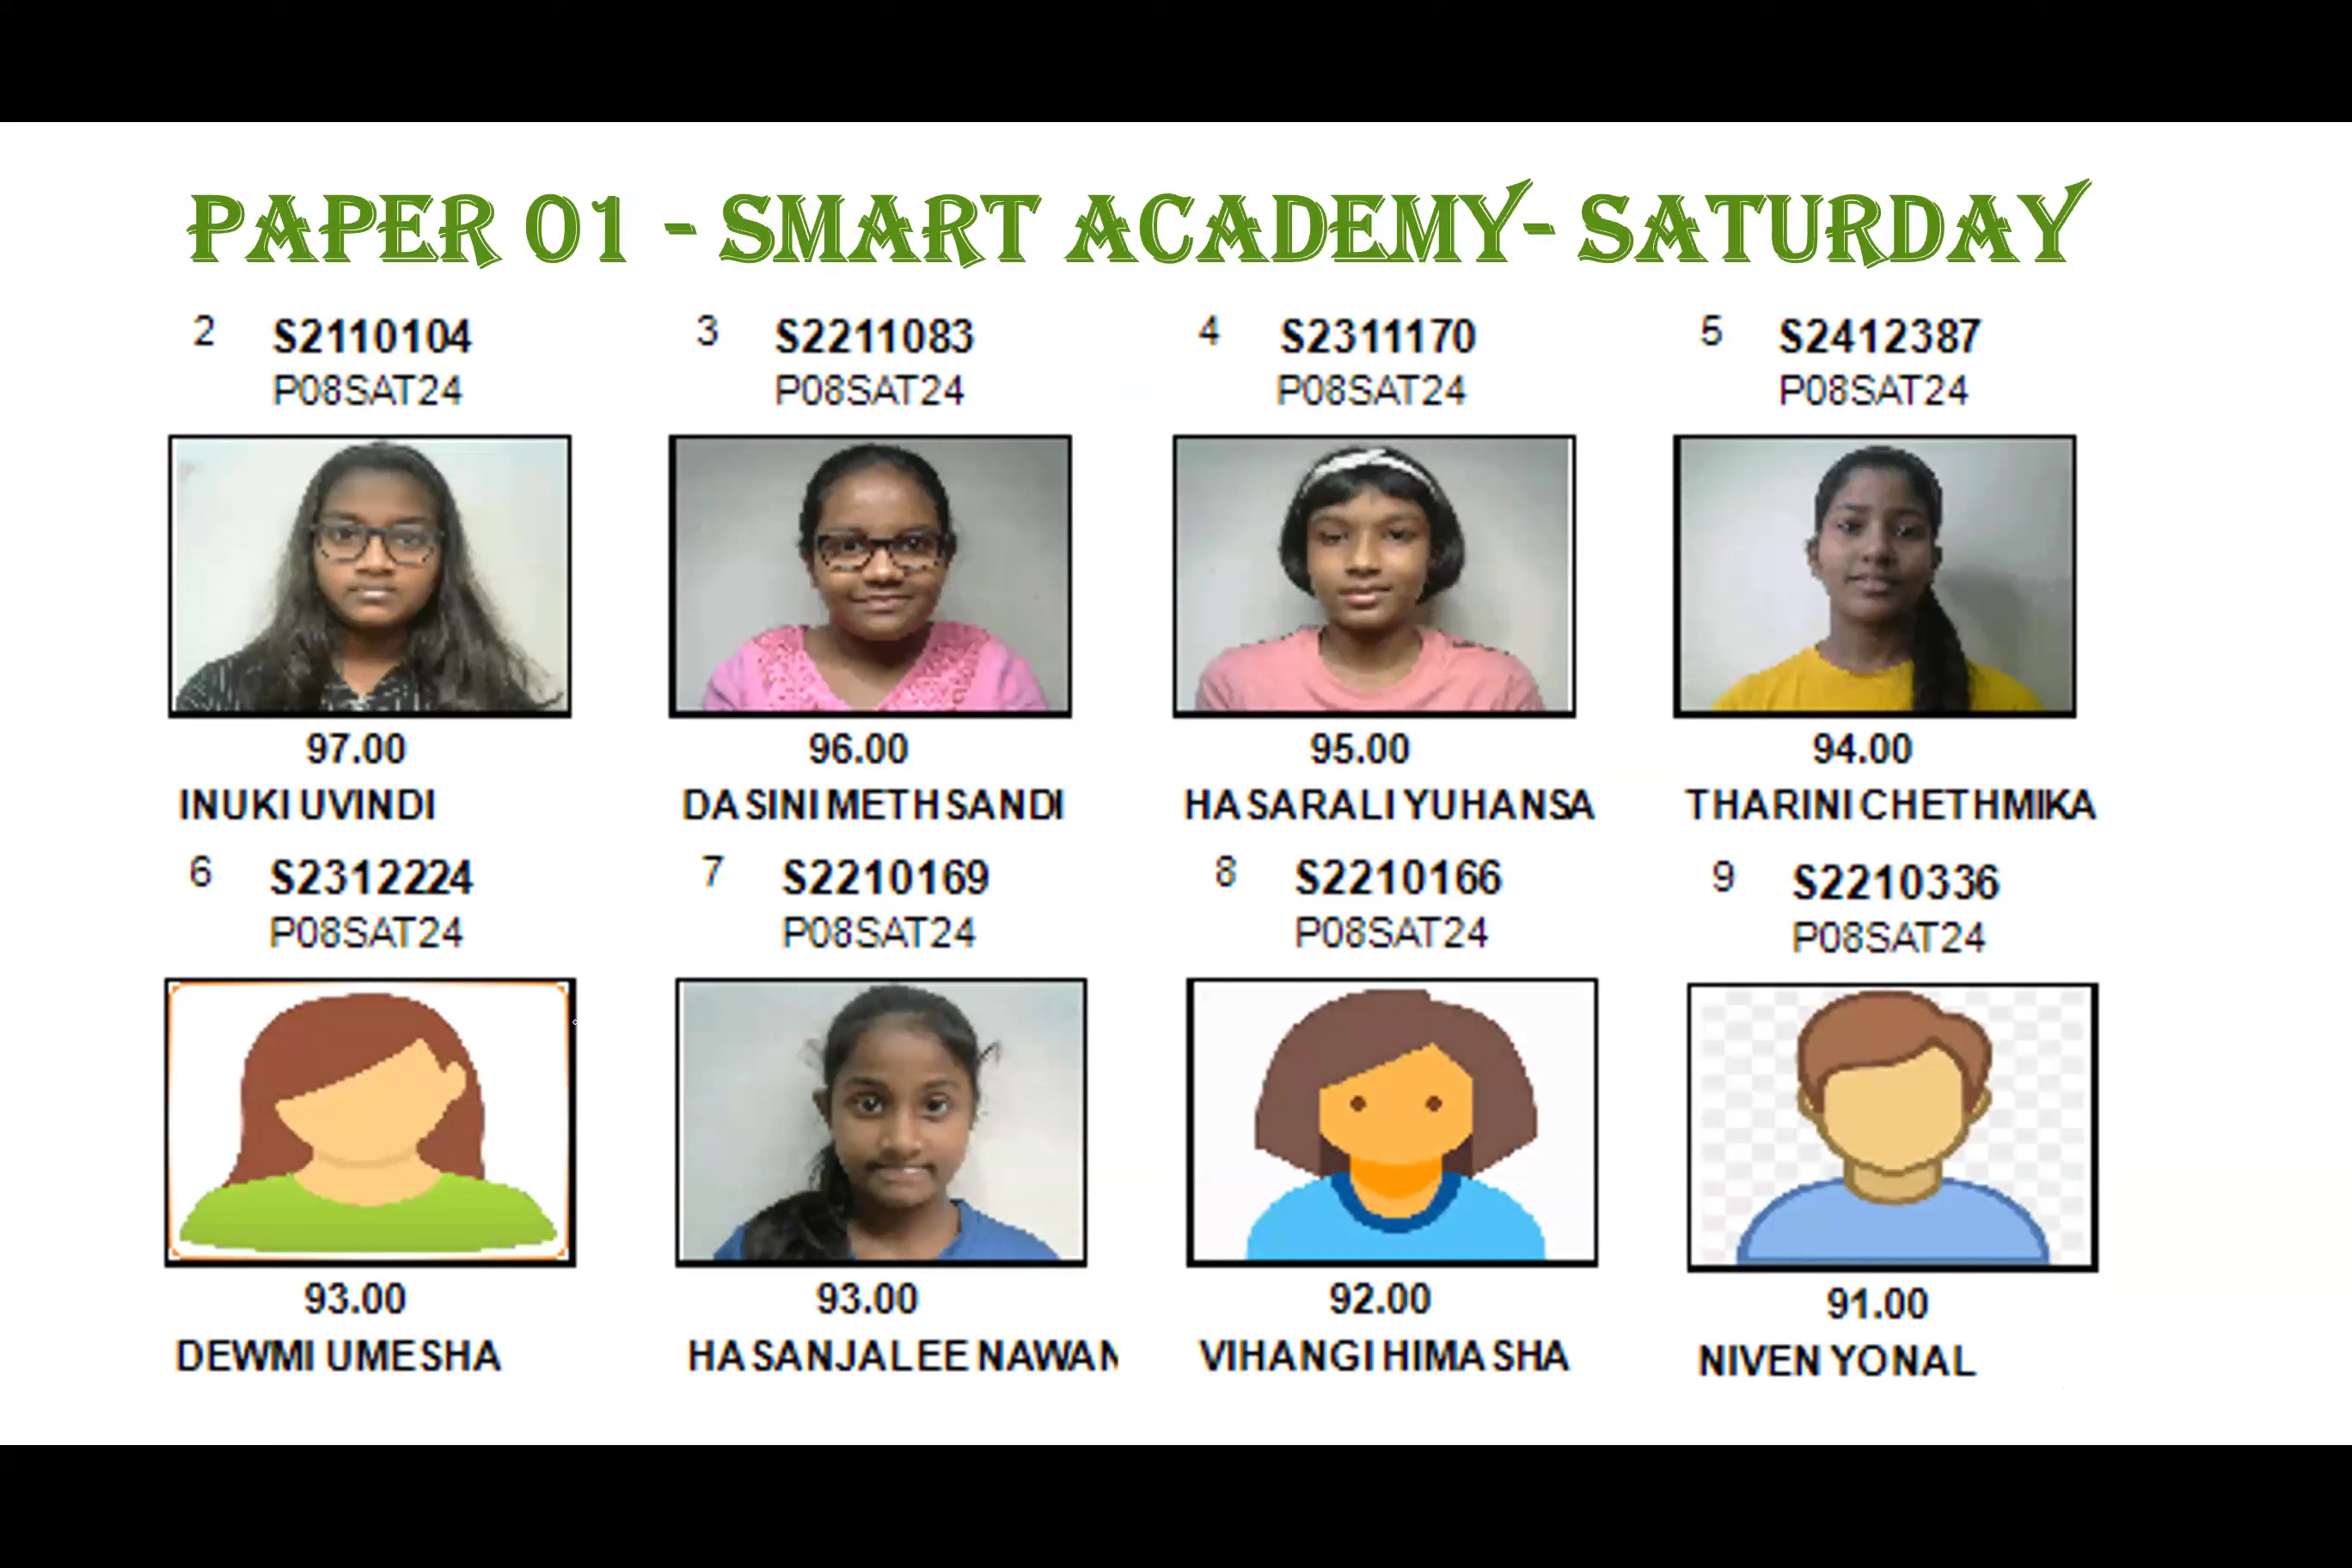 PAPER 01 - SMART ACADEMY- SATURDAY
2 S2110104 3 S2211083 4 S2311170 5 S2412387
P08SAT24 P08SAT24 P08SAT24 P08SAT24
97.00 96.00 95.00 94.00
INUKI UVINDI DASINI METHSANDI HASARALI YUHANSA THARINI CHETHMIKA
6 S2312224 7 S2210169 8 S2210166 9 S2210336
P08SAT24 P08SAT24 P08SAT24 P08SAT24
93.00 93.00 92.00 91.00
DEWMI UMESHA HASANJALEE NAWAN VIHANGI HIMASHA NIVEN YONAL